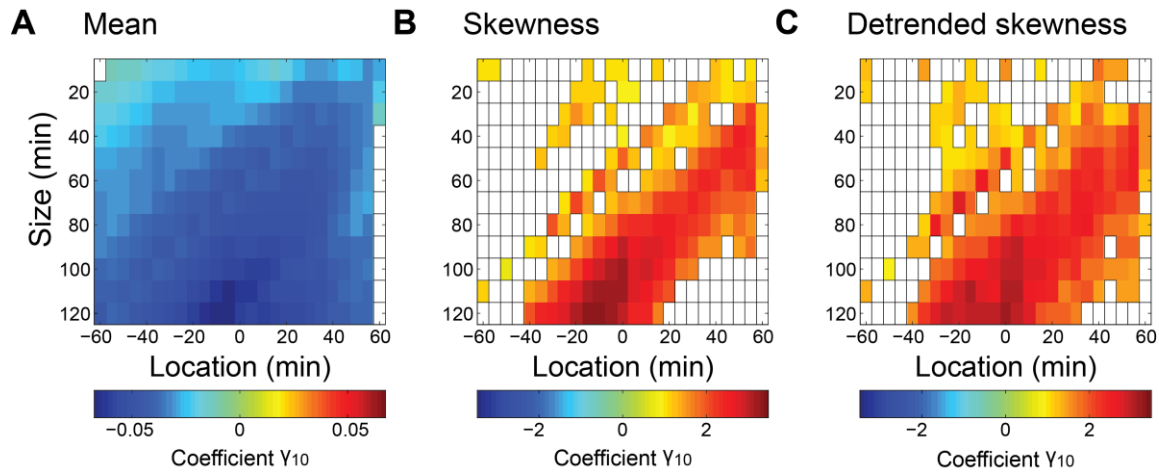 A Mean
B Skewness
C Detrended skewness
Size (min)
20
40
60
80
100
120
−60 −40 −20 0 20 40 60
Location (min)
−0.05 0 0.05
Coefficient γ10
20
40
60
80
100
120
−60 −40 −20 0 20 40 60
Location (min)
−2 0 2
Coefficient γ10
20
40
60
80
100
120
−60 −40 −20 0 20 40 60
Location (min)
−2 0 2
Coefficient γ10